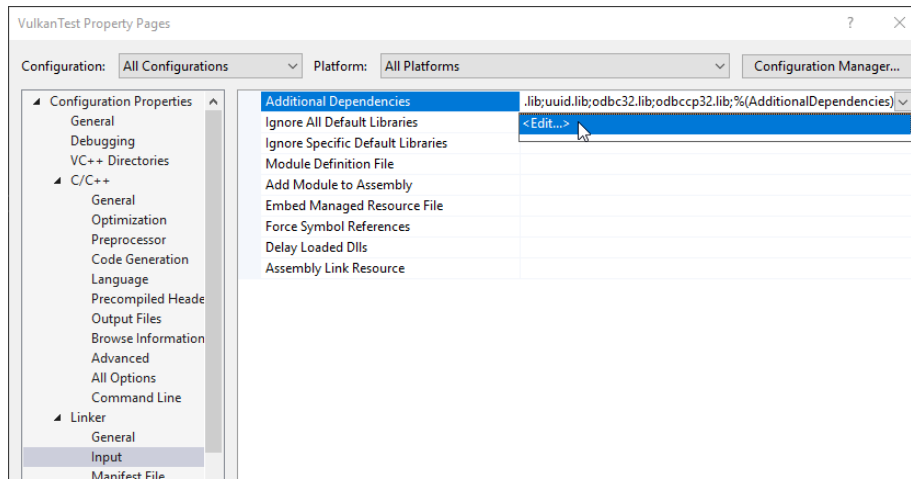 VulkanTest Property Pages
Configuration: All Configurations Platform: All Platforms Configuration Manager...
Configuration Properties
General
Debugging
VC++ Directories
C/C++
General
Optimization
Preprocessor
Code Generation
Language
Precompiled Heade
Output Files
Browse Information
Advanced
All Options
Command Line
Linker
General
Input
Manifest File
Additional Dependencies .lib;uuid.lib;odbc32.lib;odbccp32.lib;%(AdditionalDependencies)
<Edit...>
Ignore All Default Libraries
Ignore Specific Default Libraries
Module Definition File
Add Module to Assembly
Embed Managed Resource File
Force Symbol References
Delay Loaded Dlls
Assembly Link Resource